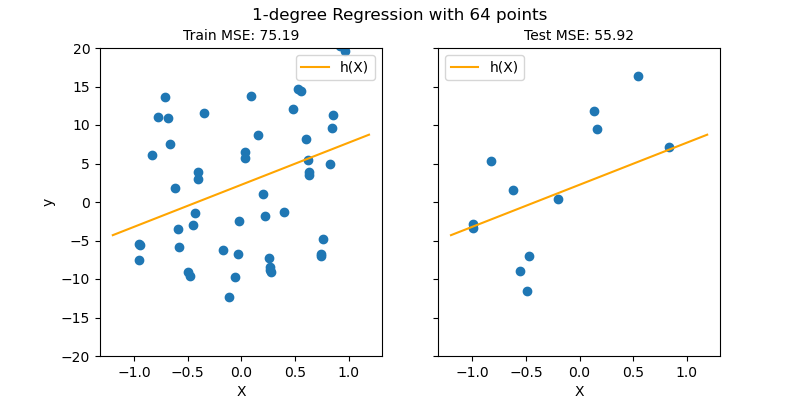 1-degree Regression with 64 points
Train MSE: 75.19
Test MSE: 55.92
h(X)
h(X)
20
15
10
5
0
−5
−10
−15
−20
y
−1.0 −0.5 0.0 0.5 1.0
−1.0 −0.5 0.0 0.5 1.0
X
X